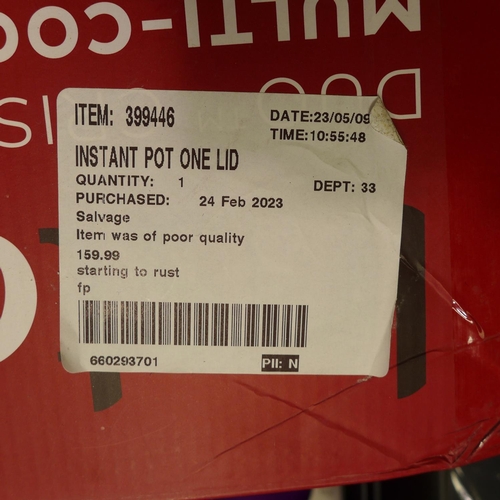 MULTI-COO
DUO
ITEM: 399446
DATE:23/05/09
TIME:10:55:48
INSTANT POT ONE LID
QUANTITY: 1
DEPT: 33
PURCHASED: 24 Feb 2023
Salvage
Item was of poor quality
159.99
starting to rust
fp
660293701
PII: N